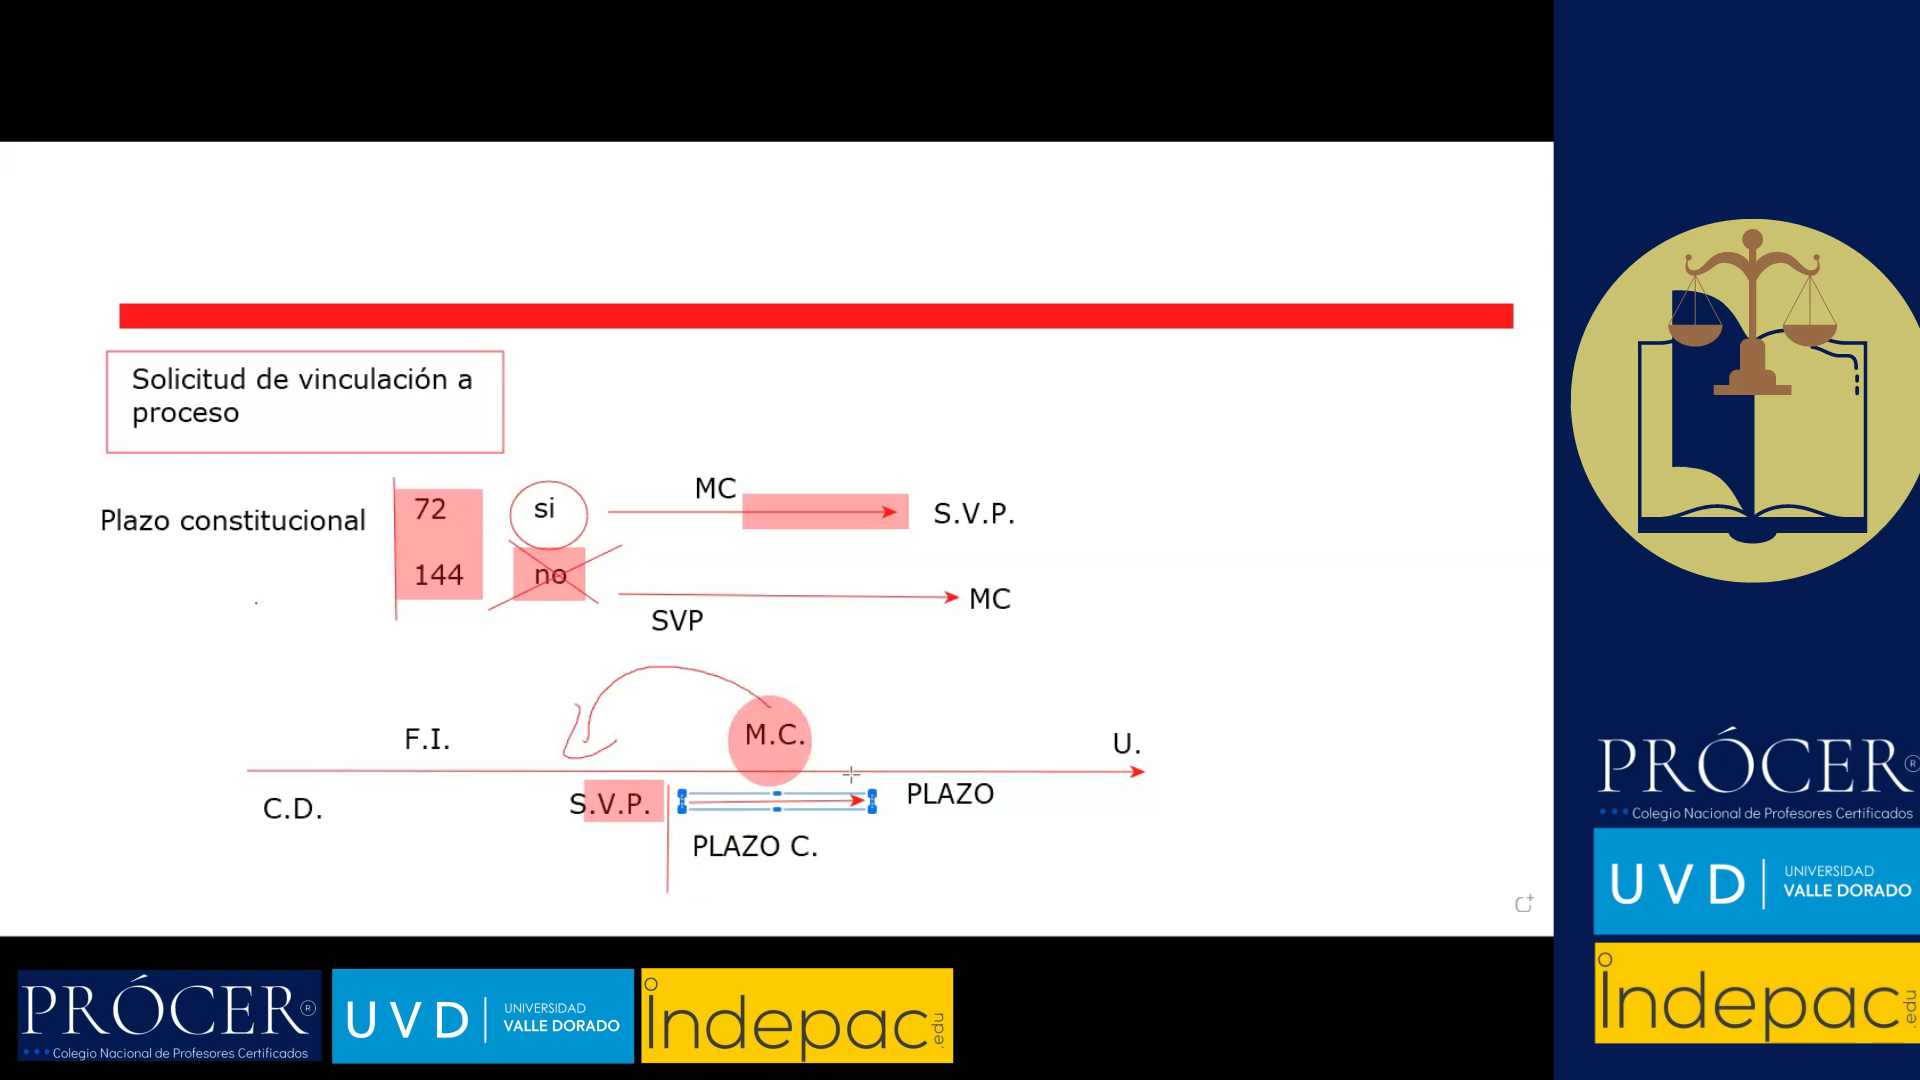 Solicitud de vinculación a
proceso
MC
72
si
S.V.P.
Plazo constitucional
144
no
MC
SVP
F.I.
M.C.
U.
C.D.
S.V.P.
PLAZO
PLAZO C.
PRÓCER®
Colegio Nacional de Profesores Certificados
UVD
UNIVERSIDAD
VALLE DORADO
Indepac.edu
PRÓCER®
Colegio Nacional de Profesores Certificados
UVD
UNIVERSIDAD
VALLE DORADO
Indepac.edu